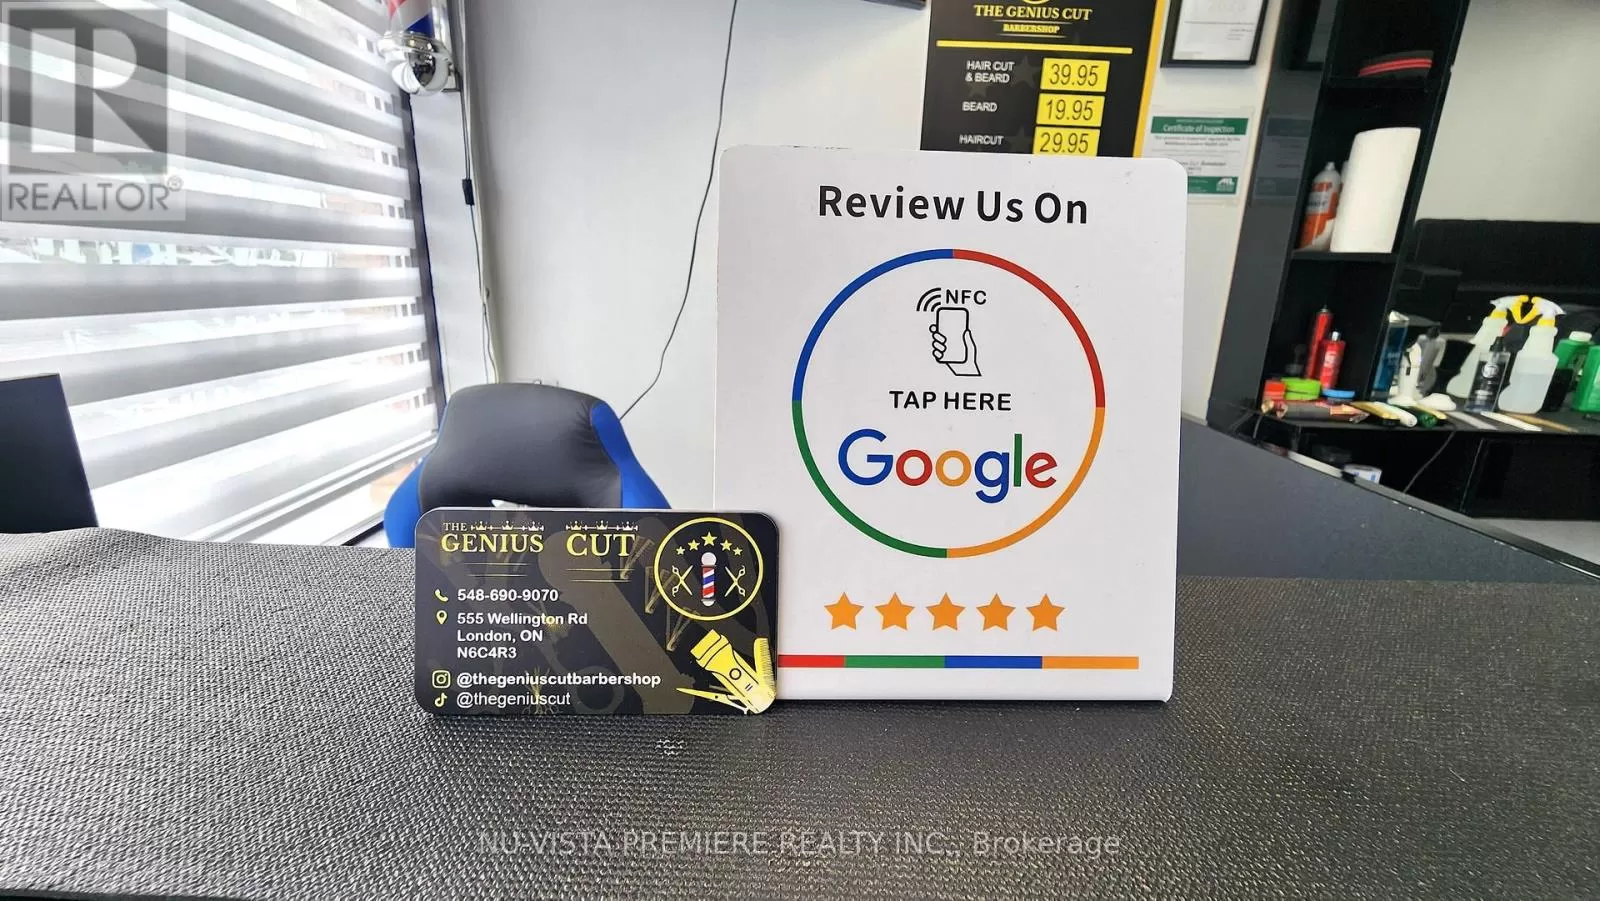 REALTOR®
THE GENIUS CUT
BARBERSHOP
HAIR CUT
& BEARD
39.95
BEARD
19.95
HAIRCUT
29.95
Certificate of Inspection
Review Us On
NFC
TAP HERE
Google
THE
GENIUS CUT
548-690-9070
555 Wellington Rd
London, ON
N6C4R3
@thegeniuscutbarbershop
@thegeniuscut
NU-VISTA PREMIERE REALTY INC., Brokerage